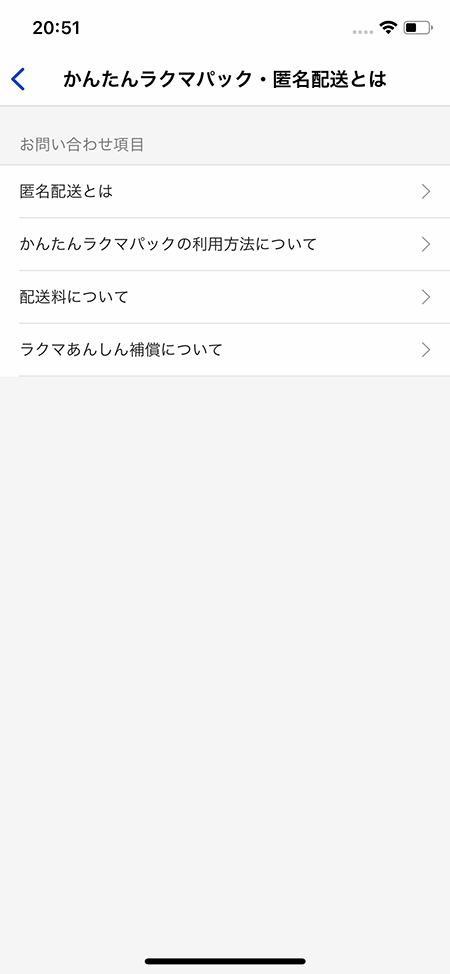 20:51
かんたんラクマパック・匿名配送とは
お問い合わせ項目
匿名配送とは
かんたんラクマパックの利用方法について
配送料について
ラクマあんしん補償について